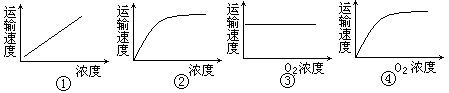 运输速度 浓度 ①
运输速度 浓度 ②
运输速度 O₂浓度 ③
运输速度 O₂浓度 ④